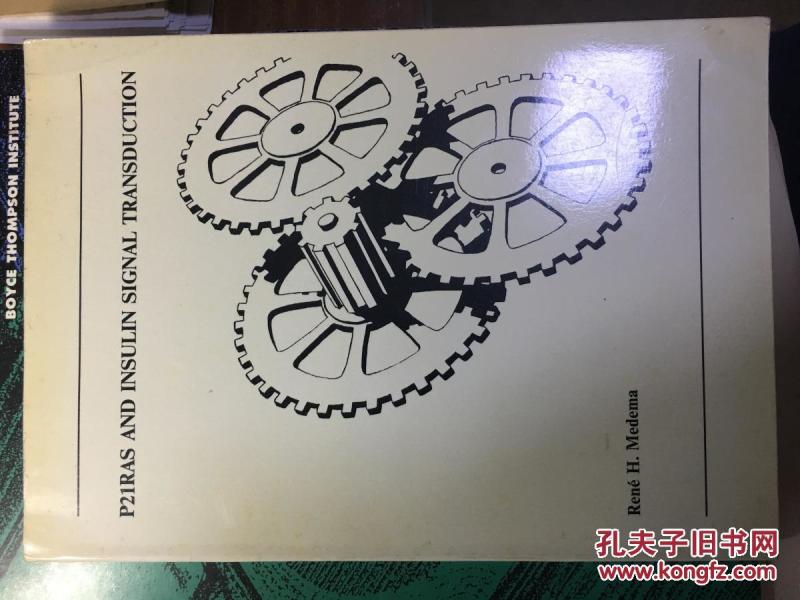 BOYCE THOMPSON INSTITUTE
P21RAS AND INSULIN SIGNAL TRANSDUCTION
René H. Medema
孔夫子旧书网
www.kongfz.com